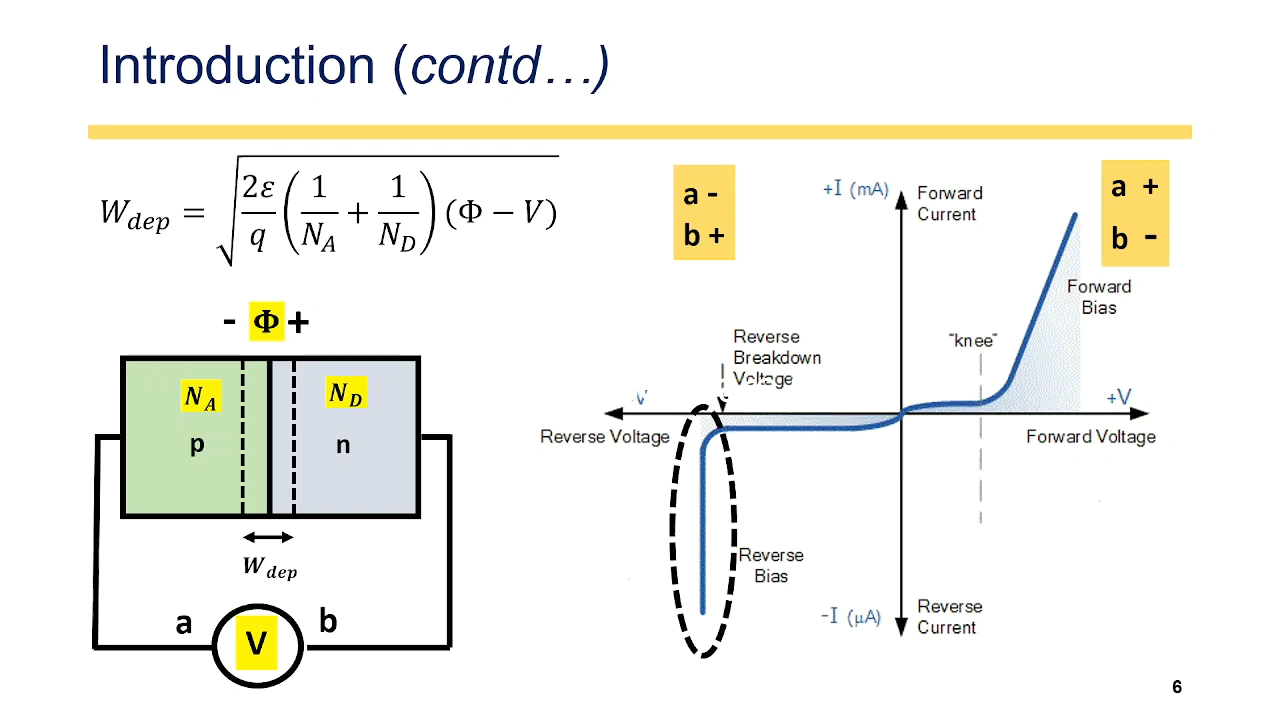 Introduction (contd…)
W_dep = √(2ε/q (1/N_A + 1/N_D) (Φ − V))
- Φ +
N_A
N_D
p
n
W_dep
a
b
V
a -
b +
a +
b -
+I (mA)
Forward
Current
Forward
Bias
"knee"
Reverse
Breakdown
Voltage
+V
Reverse Voltage
Forward Voltage
Reverse
Bias
-I (μA)
Reverse
Current
6